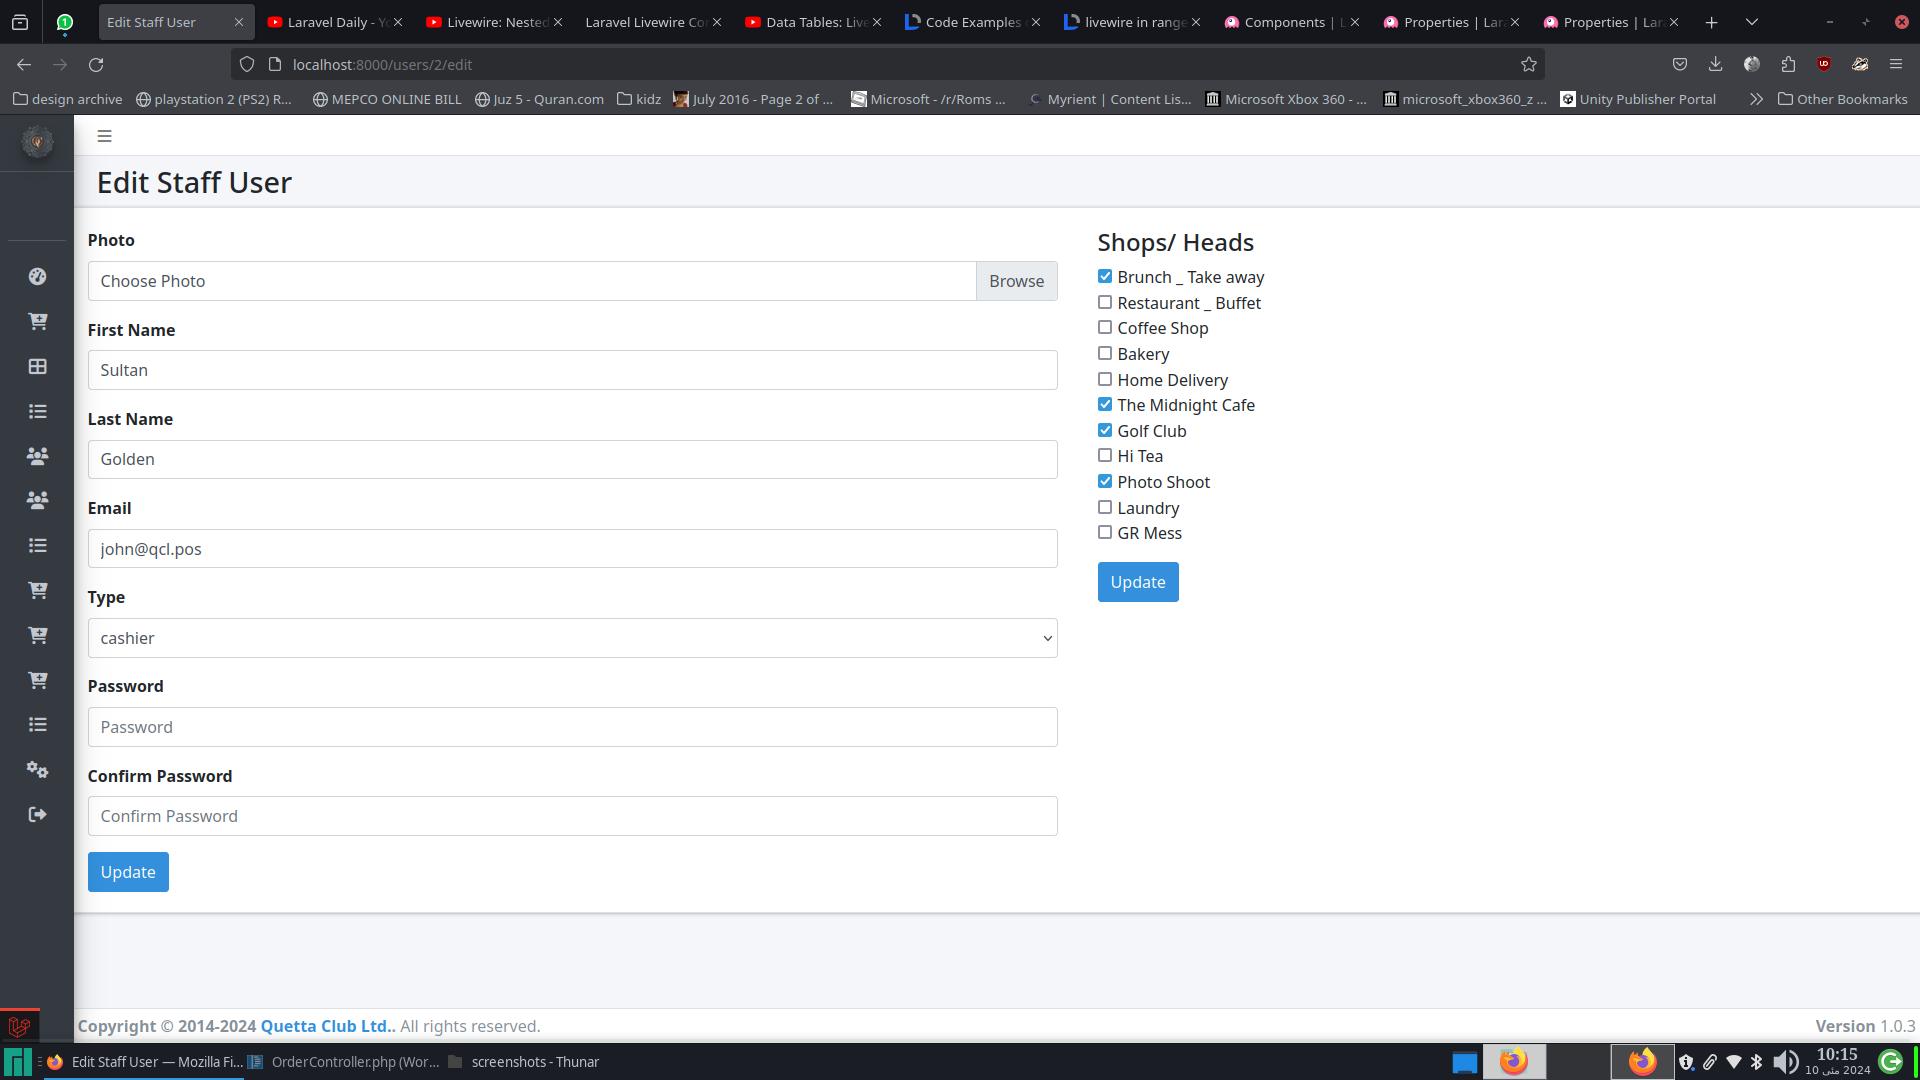 Edit Staff User
Laravel Daily - Yo
Livewire: Nested
Laravel Livewire Co
Data Tables: Live
Code Examples
livewire in range
Components | L
Properties | Lar
Properties | Lar
localhost:8000/users/2/edit
design archive
playstation 2 (PS2) R...
MEPCO ONLINE BILL
Juz 5 - Quran.com
kidz
July 2016 - Page 2 of ...
Microsoft - /r/Roms ...
Myrient | Content Lis...
Microsoft Xbox 360 - ...
microsoft_xbox360_z ...
Unity Publisher Portal
Other Bookmarks
Edit Staff User
Photo
Choose Photo
Browse
First Name
Sultan
Last Name
Golden
Email
john@qcl.pos
Type
cashier
Password
Password
Confirm Password
Confirm Password
Update
Shops/ Heads
Brunch _ Take away
Restaurant _ Buffet
Coffee Shop
Bakery
Home Delivery
The Midnight Cafe
Golf Club
Hi Tea
Photo Shoot
Laundry
GR Mess
Update
Copyright © 2014-2024 Quetta Club Ltd.. All rights reserved.
Version 1.0.3
Edit Staff User — Mozilla Fi...
OrderController.php (Wor...
screenshots - Thunar
10:15
10 مئی 2024